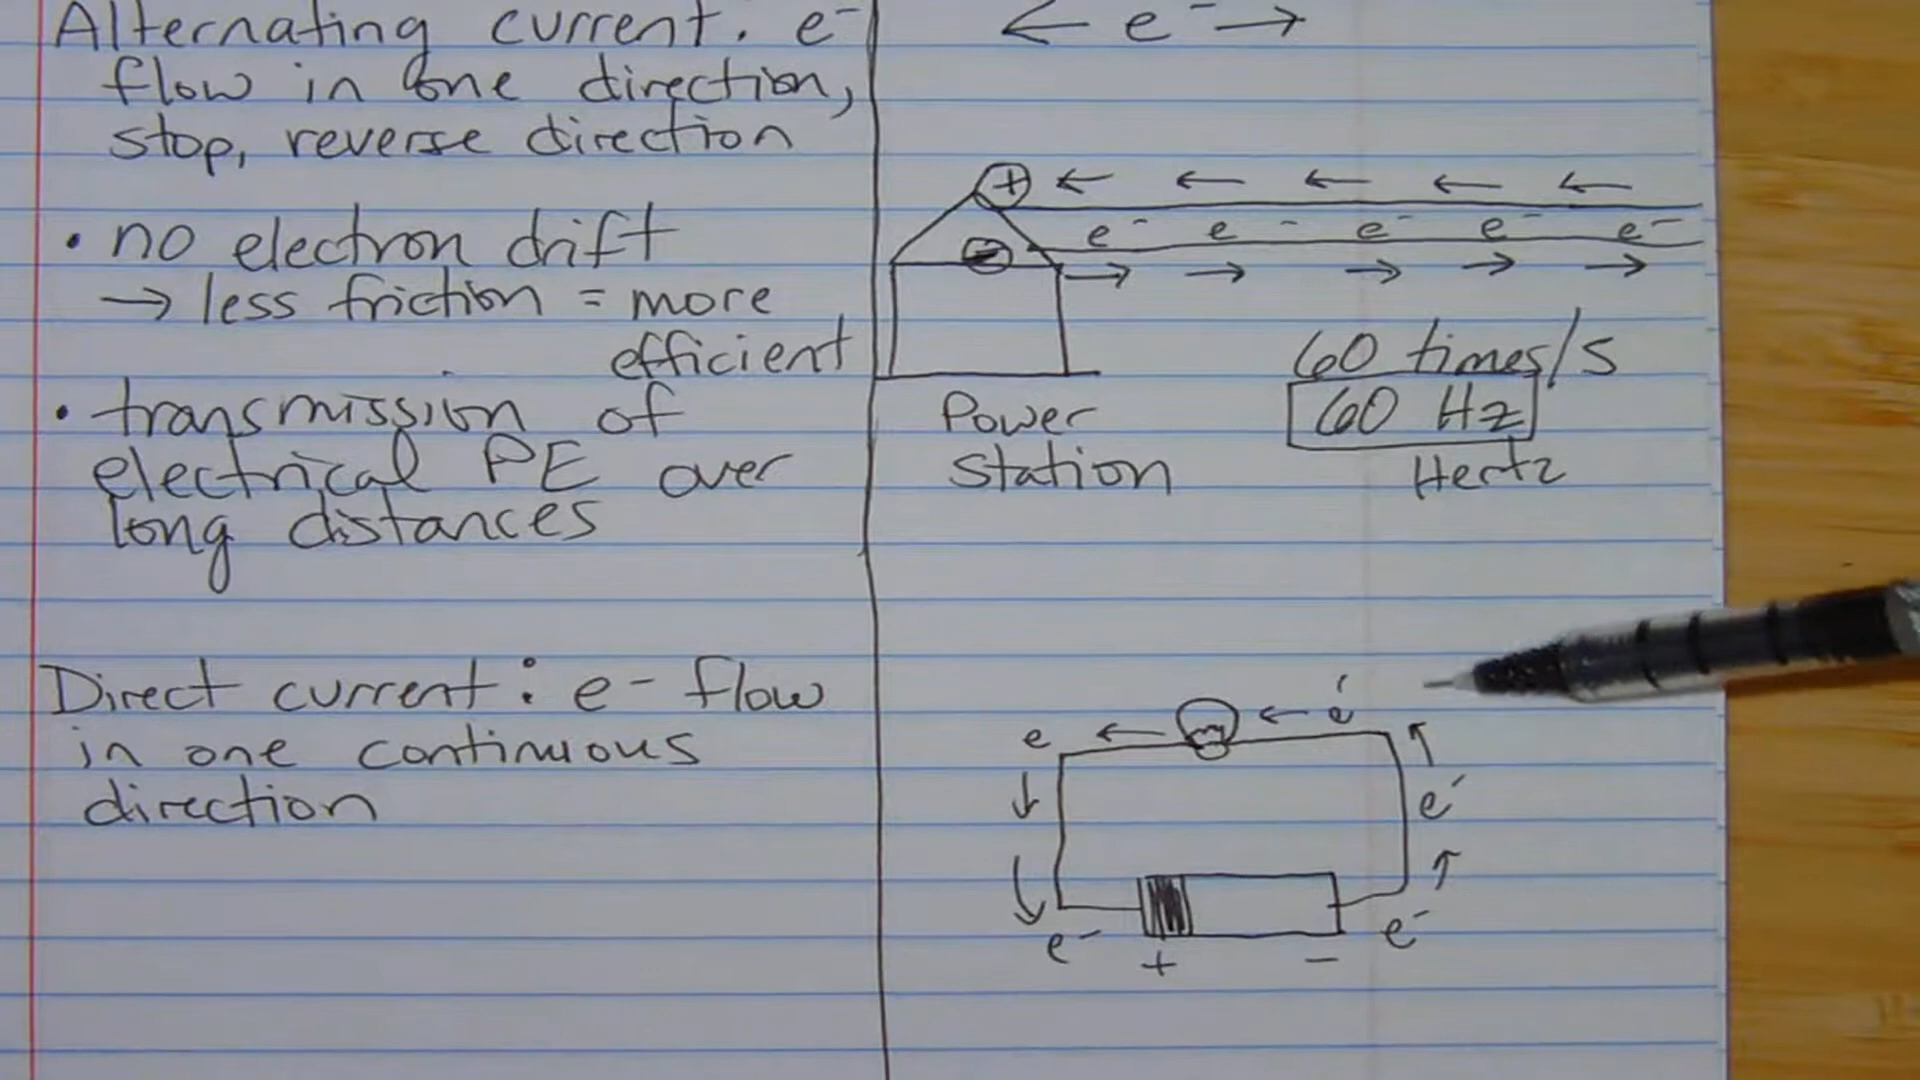 Alternating current. e⁻
flow in one direction,
stop, reverse direction
• no electron drift
→ less friction = more
efficient
• transmission of
electrical PE over
long distances
Direct current: e- flow
in one continuous
direction
← e⁻ →
+ ← ← ← ← ←
- e⁻ e⁻ e⁻ e⁻ e⁻
→ → → → →
60 times/s
60 Hz
Hertz
Power
Station
e ← ← e⁻
↓ ↑
e⁻
↓ ↑
e⁻ e⁻
+ -